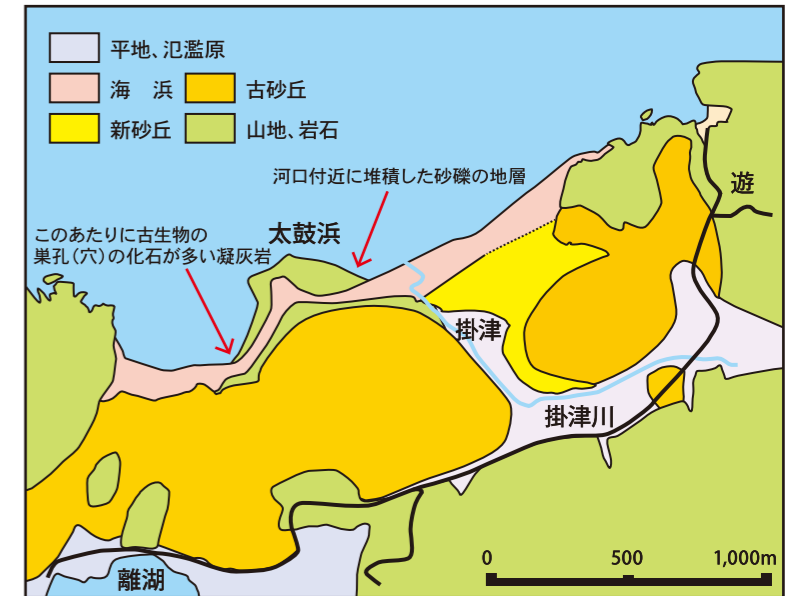 平地、氾濫原
海　浜
古砂丘
新砂丘
山地、岩石
河口付近に堆積した砂礫の地層
遊
太鼓浜
このあたりに古生物の
巣孔（穴）の化石が多い凝灰岩
掛津
掛津川
0 500 1,000m
離湖